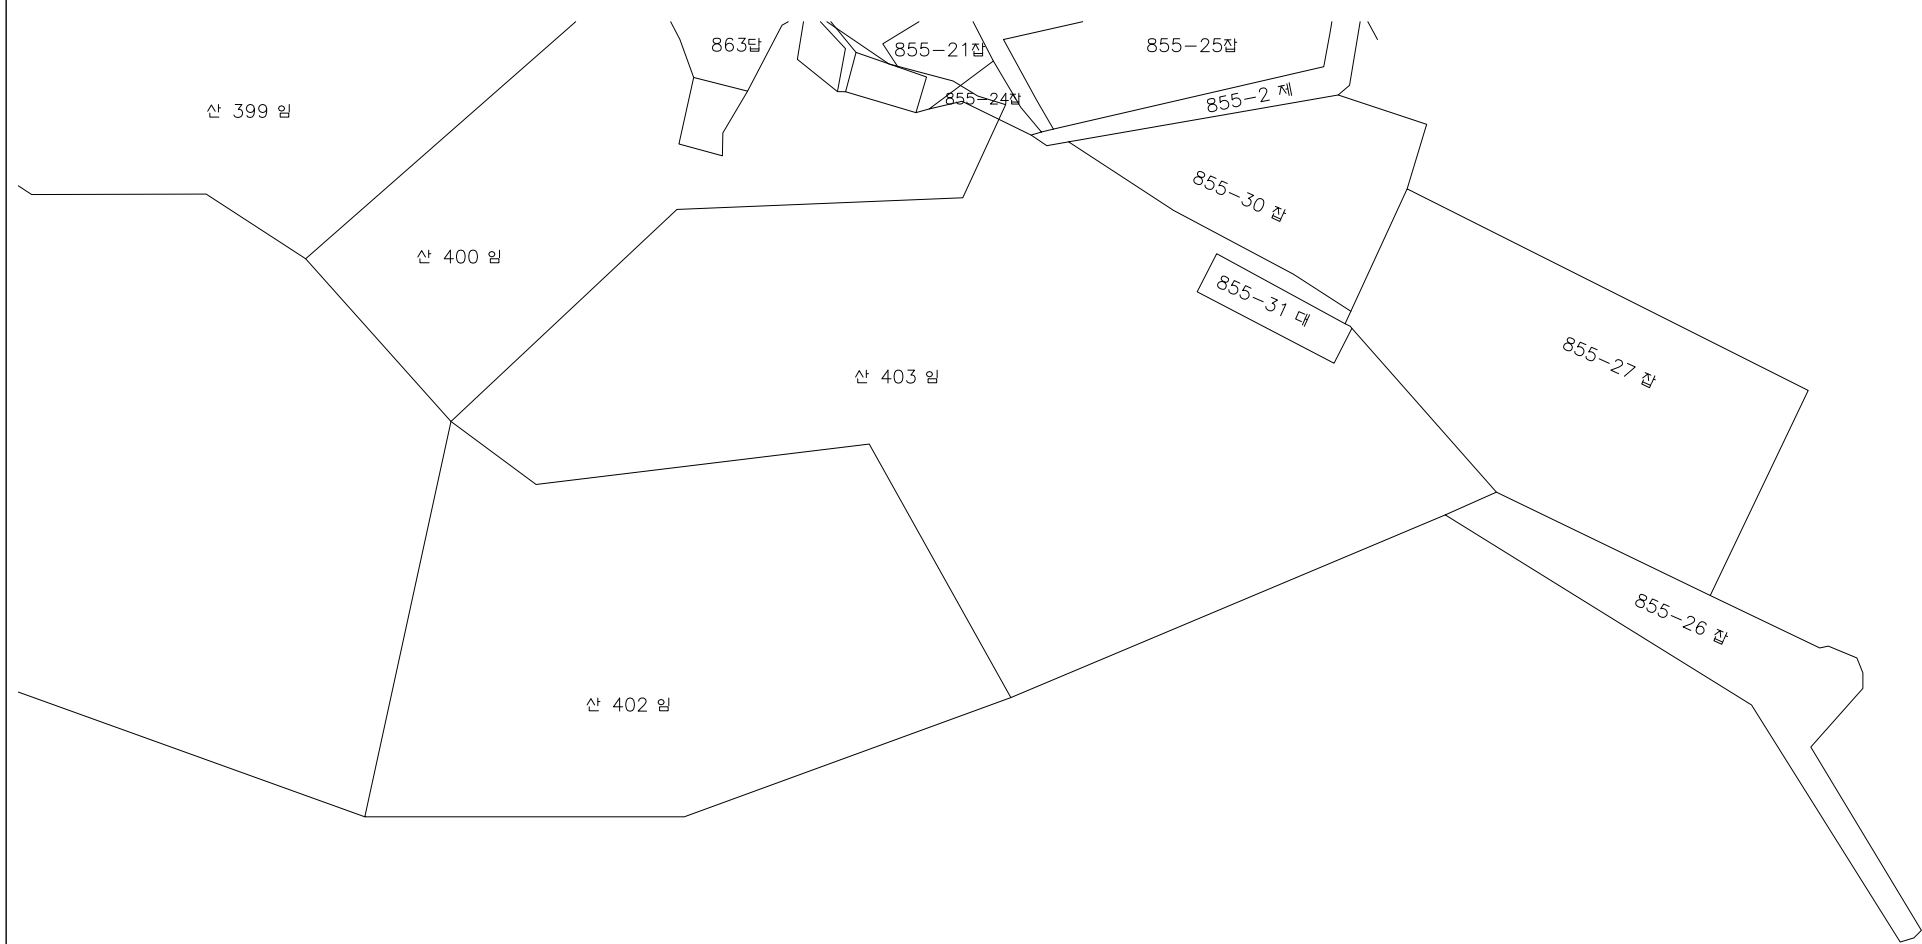 863답
855-21잡
855-25잡
855-24잡
855-2 제
산 399 임
855-30 잡
산 400 임
855-31 대
855-27 잡
산 403 임
855-26 잡
산 402 임